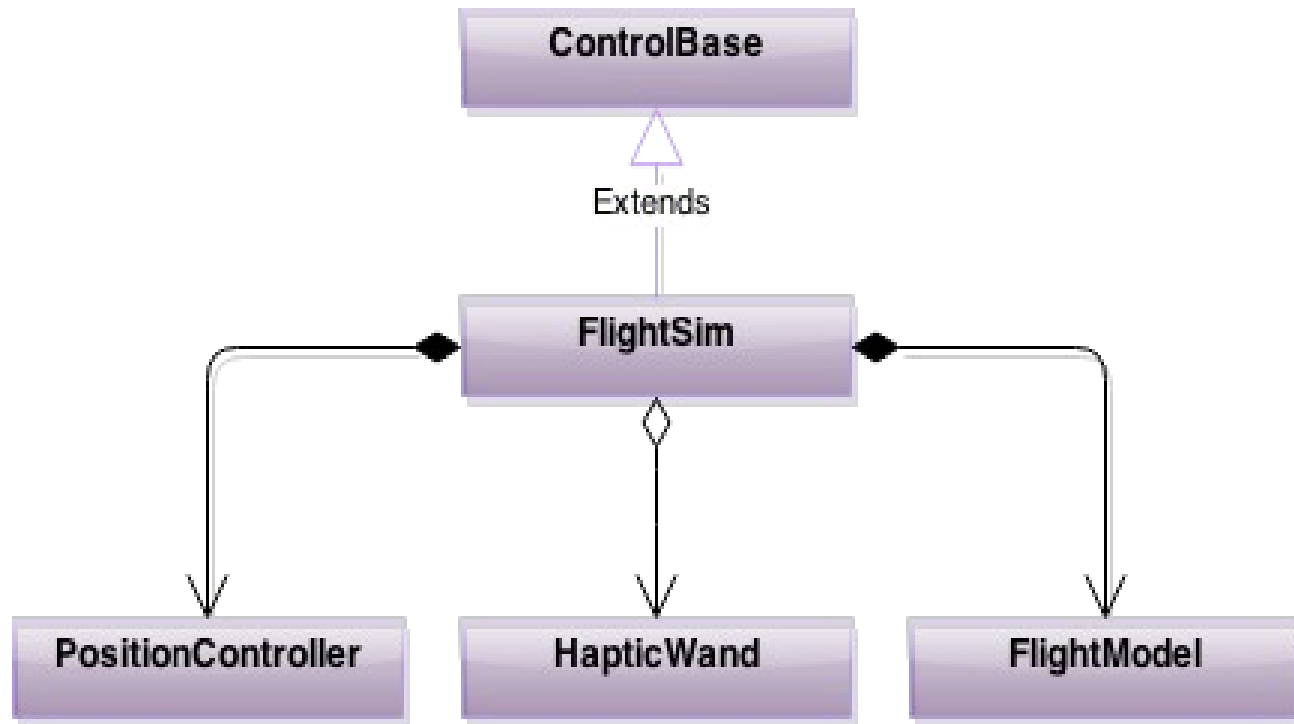 ControlBase
Extends
FlightSim
PositionController
HapticWand
FlightModel